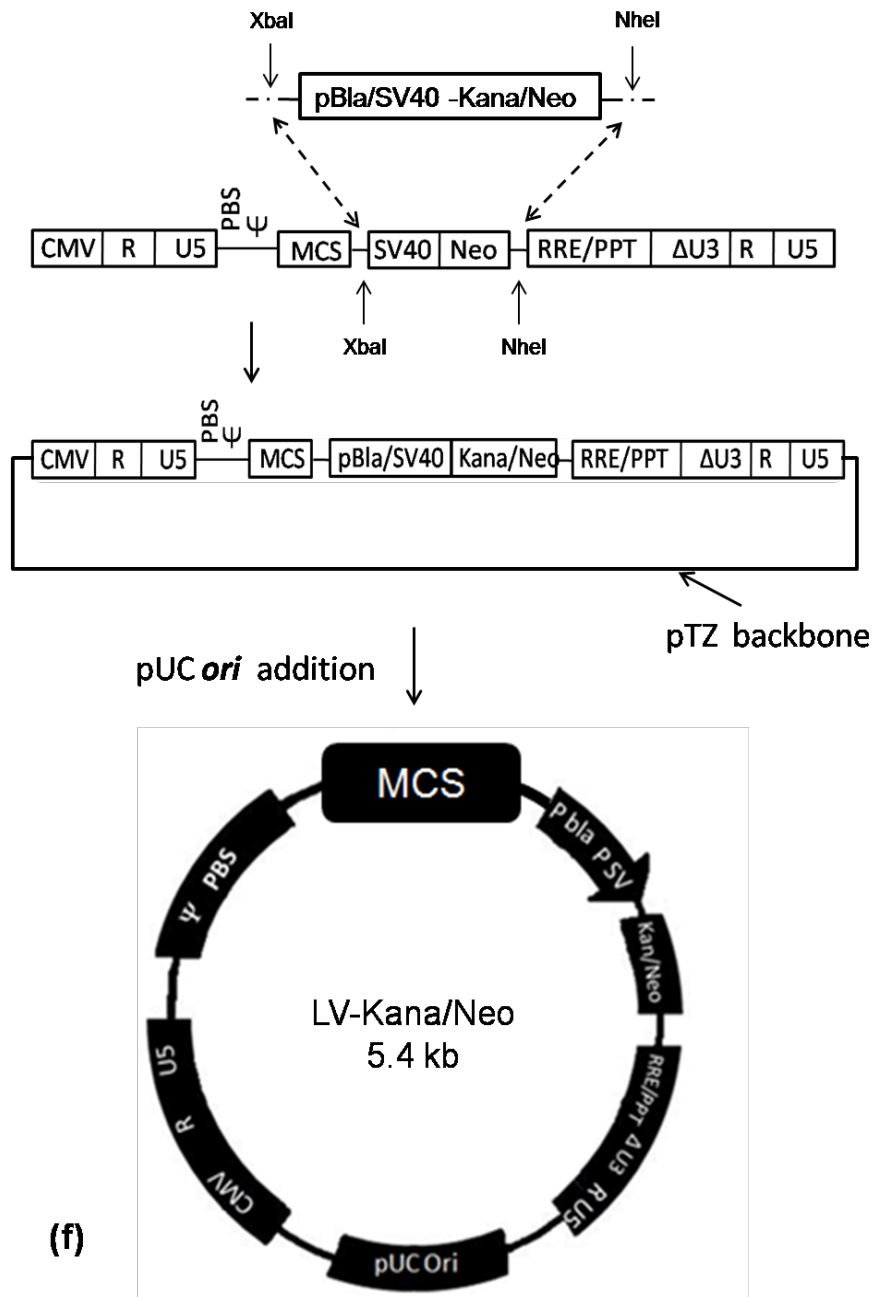 XbaI NheI
pBla/SV40 -Kana/Neo
PBS
Ψ
CMV R U5 MCS SV40 Neo RRE/PPT ΔU3 R U5
XbaI NheI
PBS
Ψ
CMV R U5 MCS pBla/SV40 Kana/Neo RRE/PPT ΔU3 R U5
pTZ backbone
pUC ori addition
MCS
P bla P SV
Kan/Neo
RRE/PPT Δ U3 R U5
pUC Ori
CMV R U5
Ψ PBS
LV-Kana/Neo
5.4 kb
(f)